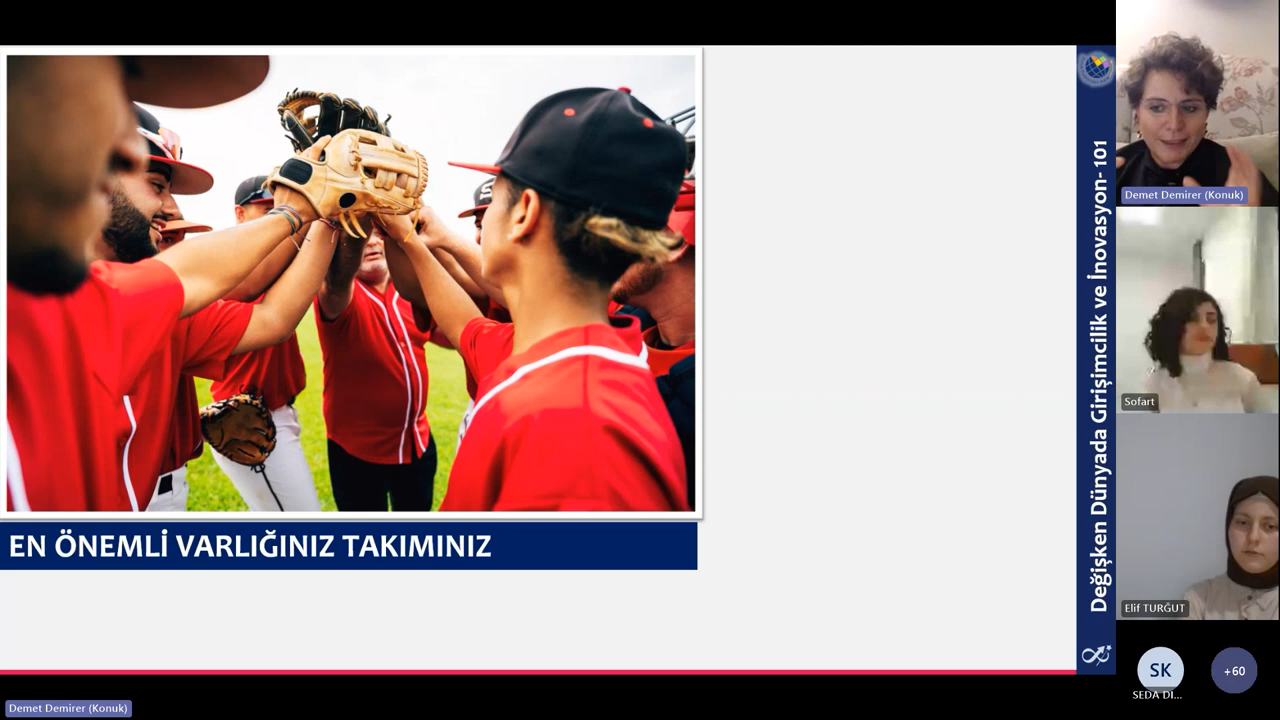 EN ÖNEMLİ VARLIĞINIZ TAKIMINIZ
Değişken Dünyada Girişimcilik ve İnovasyon- 101
Demet Demirer (Konuk)
Sofart
Elif TURĞUT
SK
SEDA Dİ...
+60
Demet Demirer (Konuk)